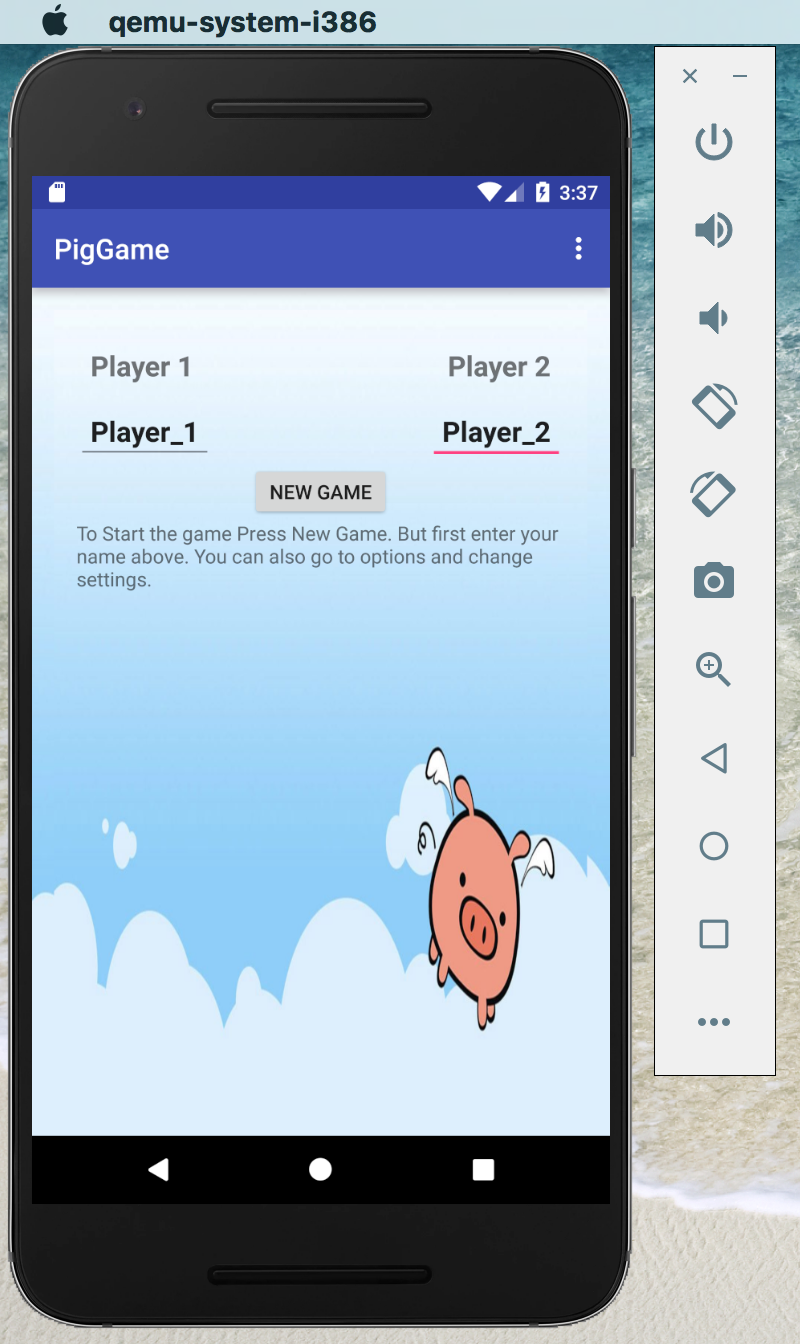 qemu-system-i386
3:37
PigGame
Player 1 Player 2
Player_1 Player_2
NEW GAME
To Start the game Press New Game. But first enter your
name above. You can also go to options and change
settings.